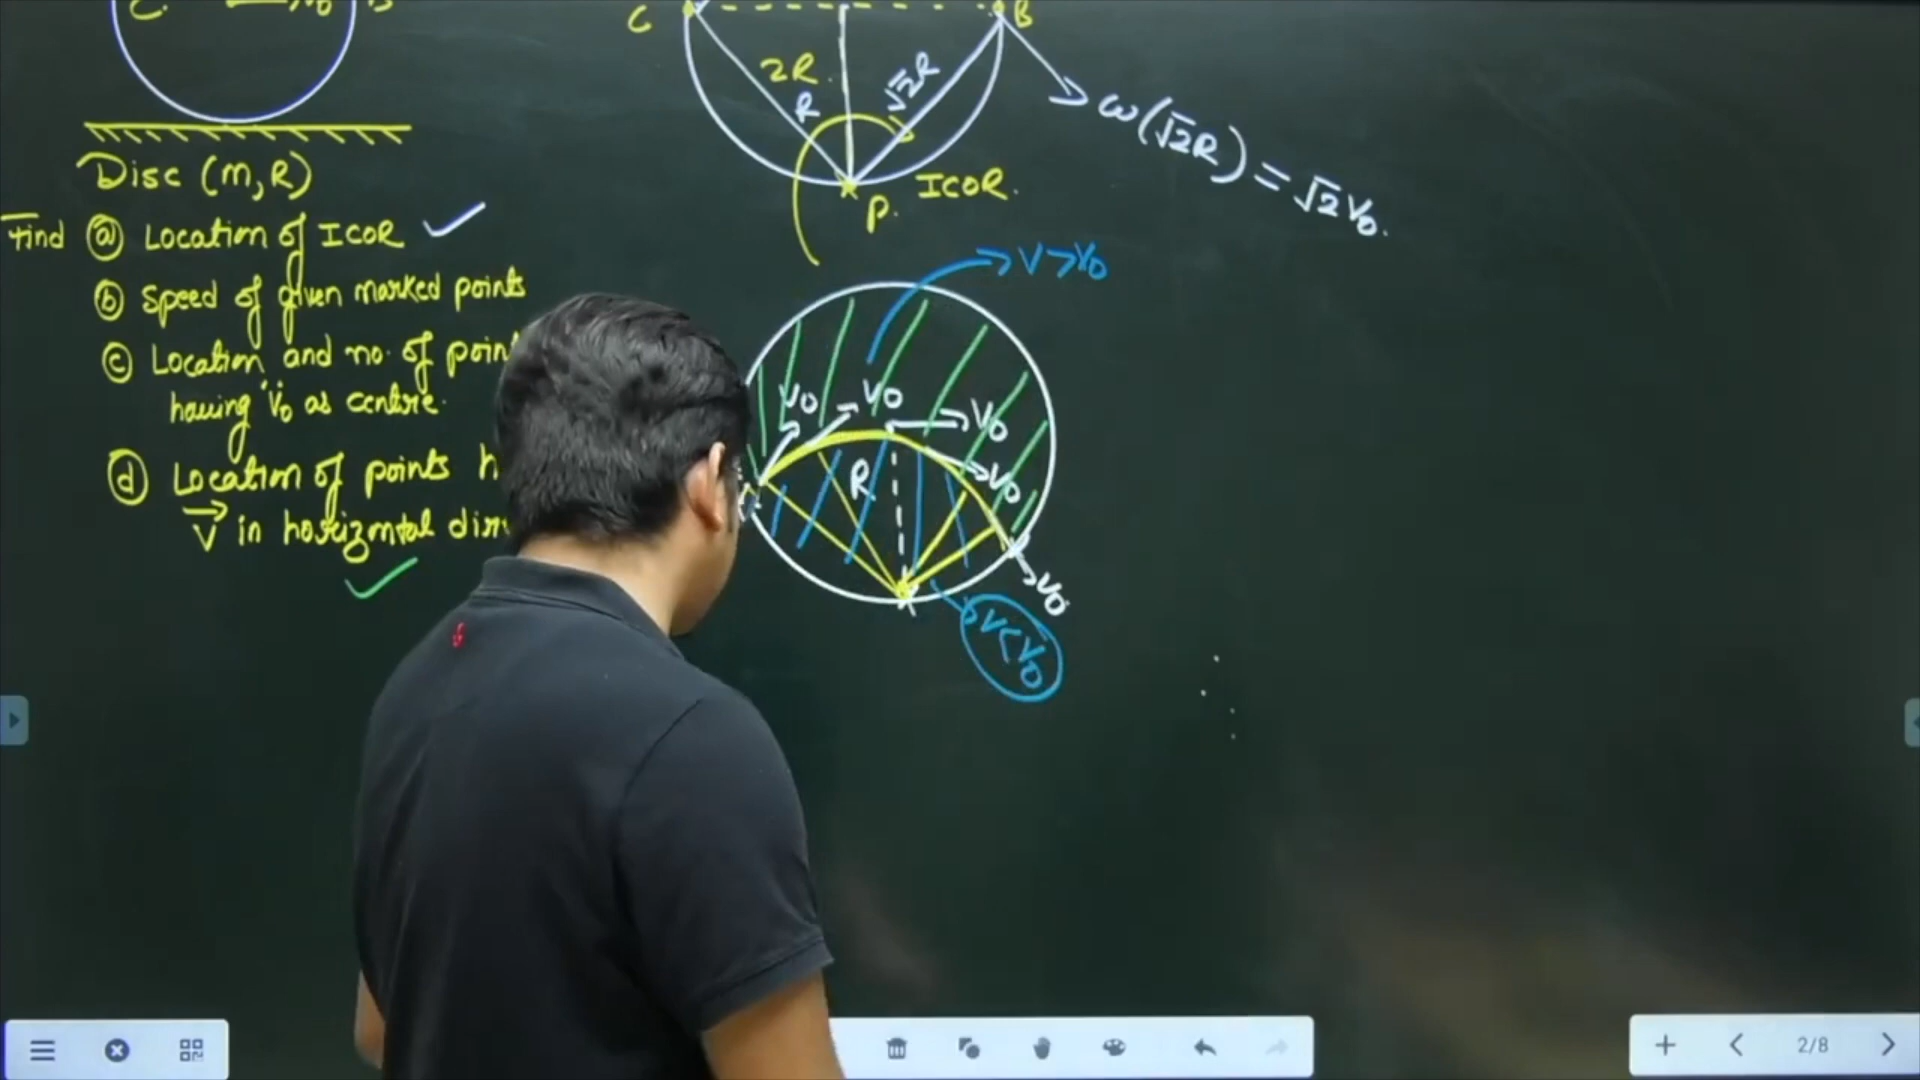 C
B
2R
R
√2R
ω(√2R) = √2V₀.
P.
ICOR.
Disc (M,R)
Find (a) Location of ICOR
(b) Speed of given marked points
(c) Location and no. of poin
having V₀ as centre.
(d) Location of points h
V in horizontal dir
V>V₀
V₀
V₀
V₀
R
V₀
V₀
V<V₀
2/8